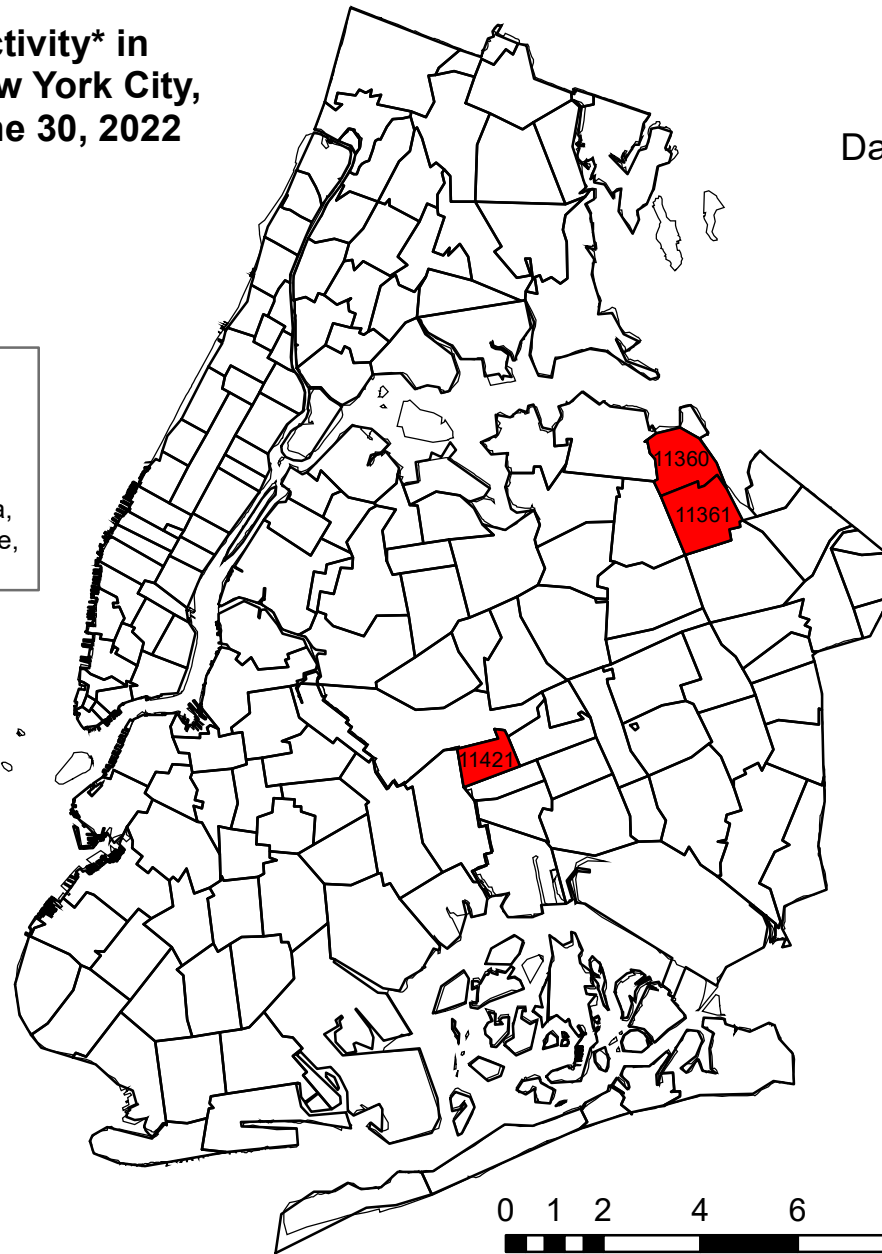 ctivity* in
w York City,
ne 30, 2022
Da
a,
e,
11360
11361
11421
0 1 2 4 6